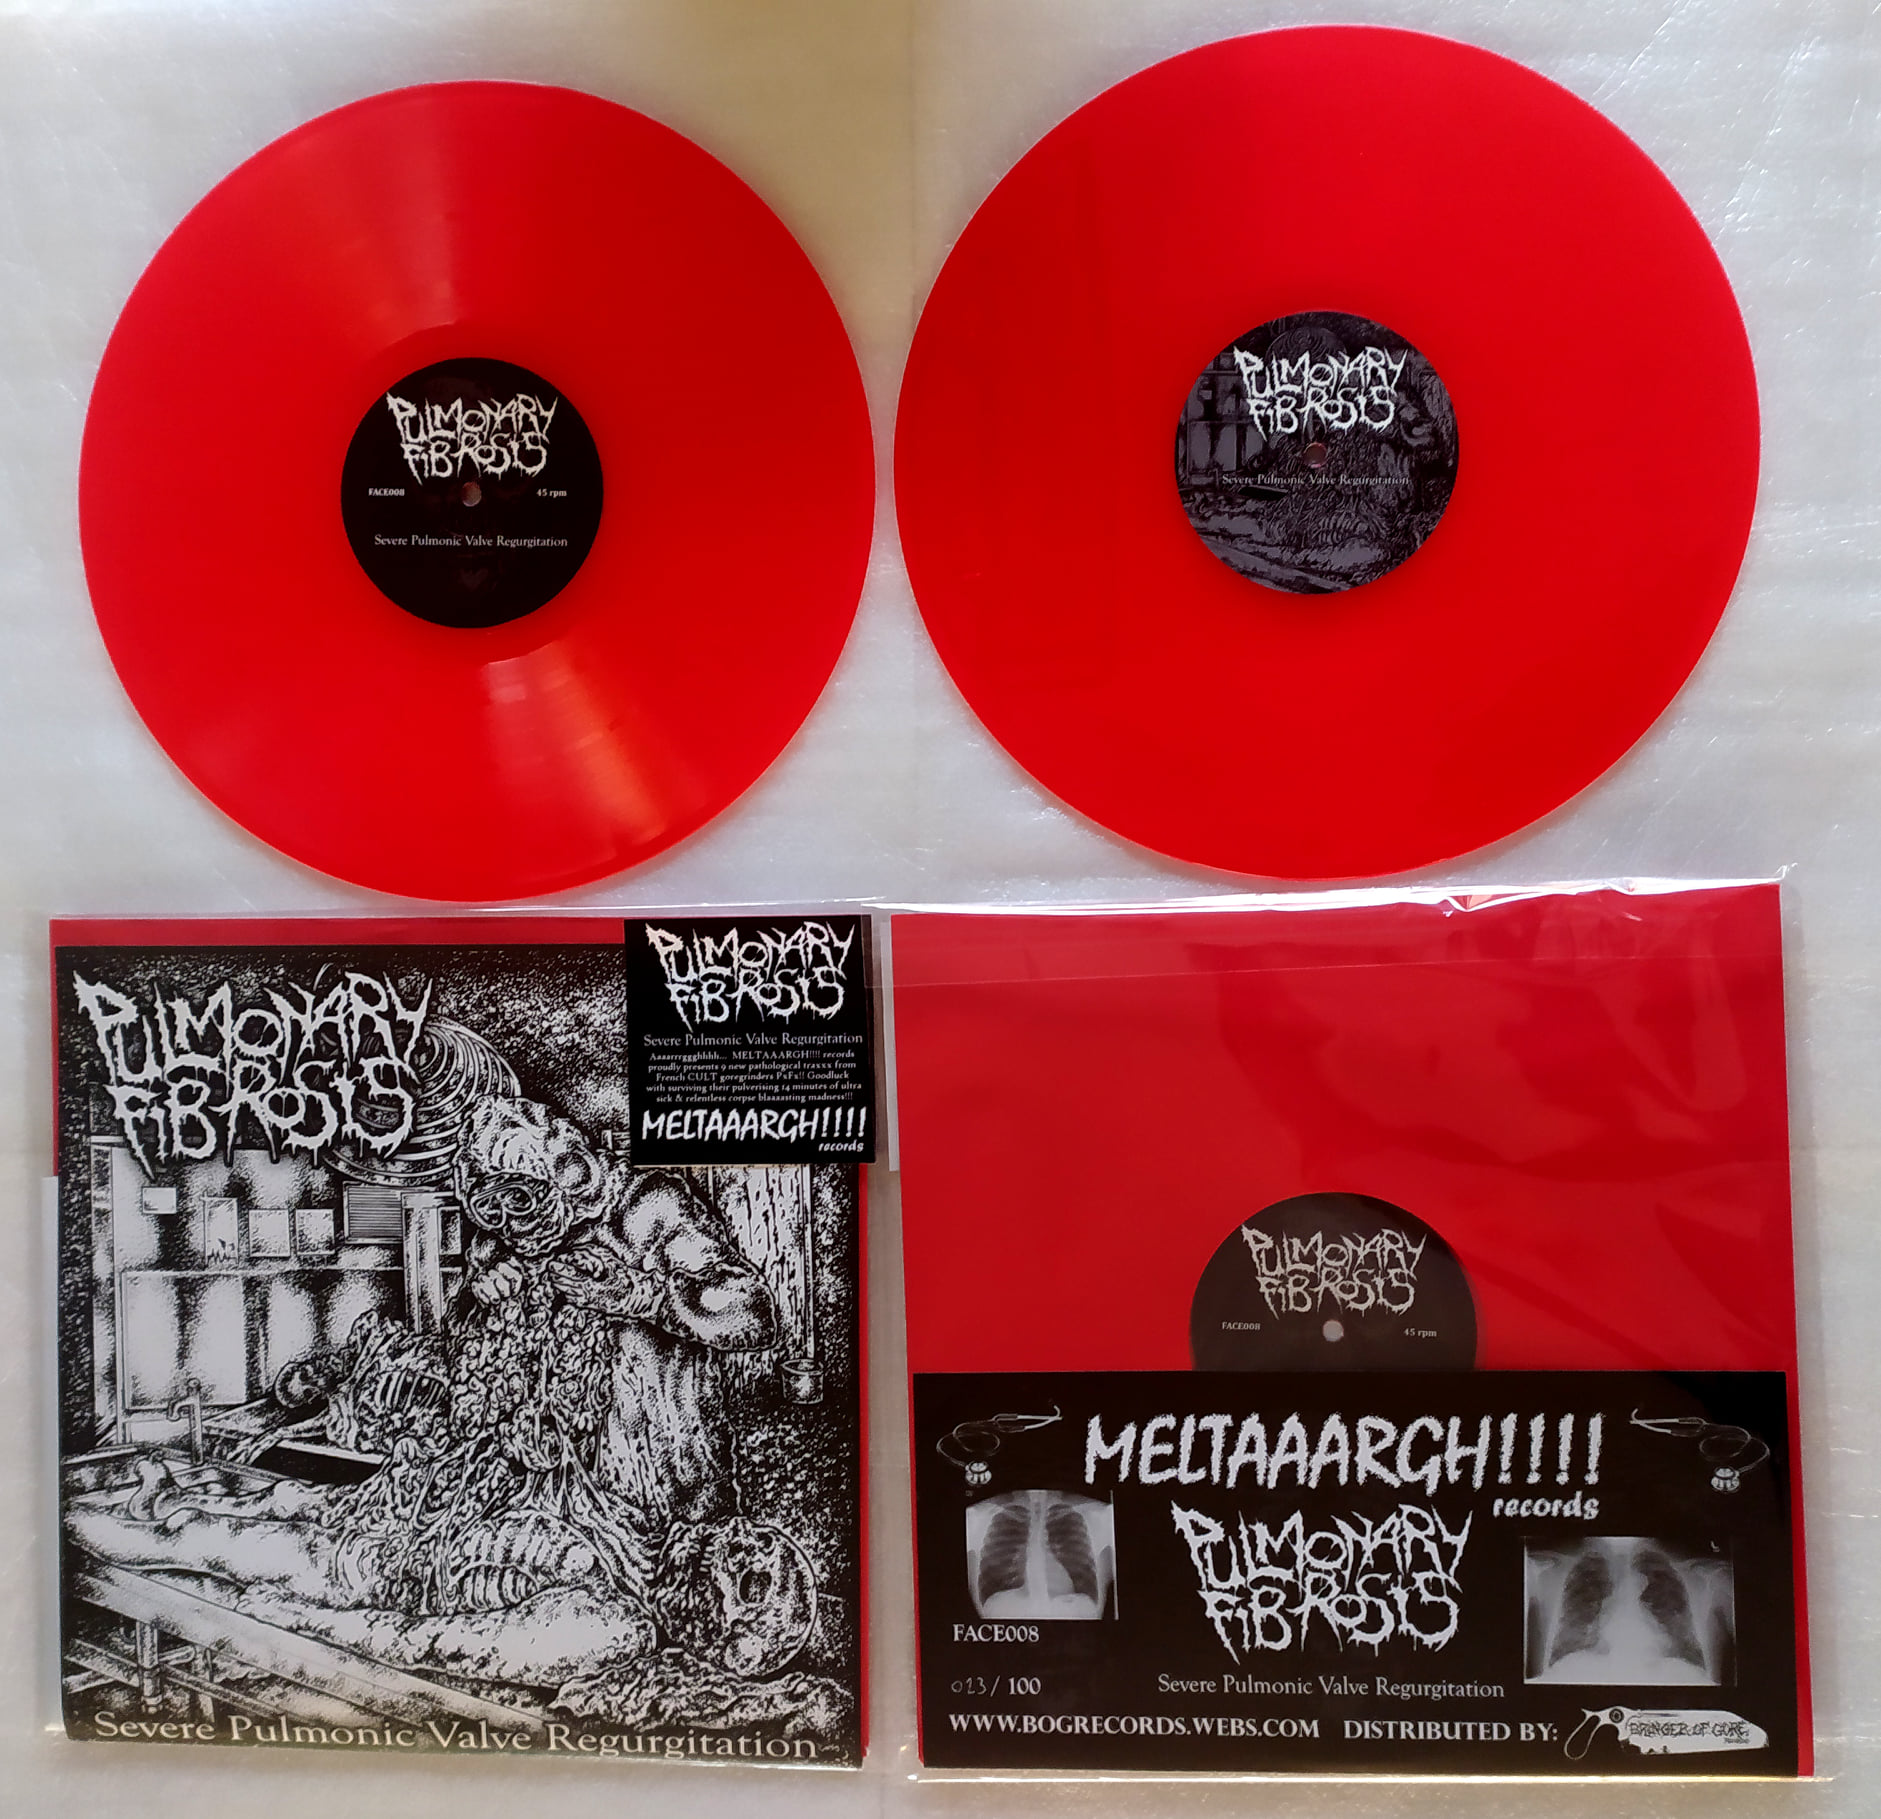 PULMONARY
FIBROSIS
FACE008 45 rpm
Severe Pulmonic Valve Regurgitation
PULMONARY
FIBROSIS
Severe Pulmonic Valve Regurgitation
PULMONARY
FIBROSIS
Severe Pulmonic Valve Regurgitation
PULMONARY
FIBROSIS
Severe Pulmonic Valve Regurgitation
Aaaarrrggghhhh... MELTAAARGH!!!! records
proudly presents 9 new pathological traxxx from
French CULT goregrinders PxFx!! Goodluck
with surviving their pulverising 14 minutes of ultra
sick & relentless corpse blaaaasting madness!!!
MELTAAARGH!!!!
records
PULMONARY
FIBROSIS
FACE008 45 rpm
MELTAAARGH!!!!
records
PULMONARY
FIBROSIS
FACE008
023/ 100
Severe Pulmonic Valve Regurgitation
WWW.BOGRECORDS.WEBS.COM DISTRIBUTED BY:
BRINGER OF GORE
L